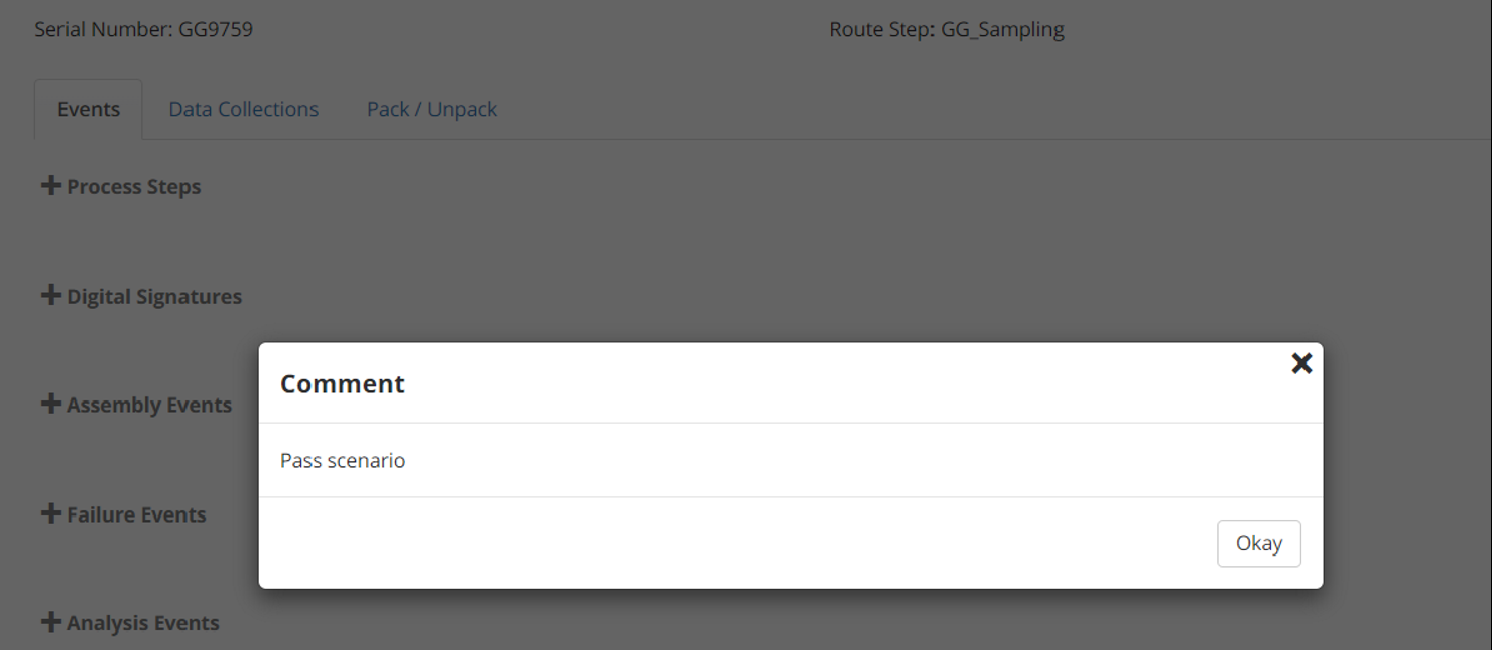 Serial Number: GG9759
Route Step: GG_Sampling
Events
Data Collections
Pack / Unpack
Process Steps
Digital Signatures
Assembly Events
Comment
Pass scenario
Failure Events
Okay
Analysis Events